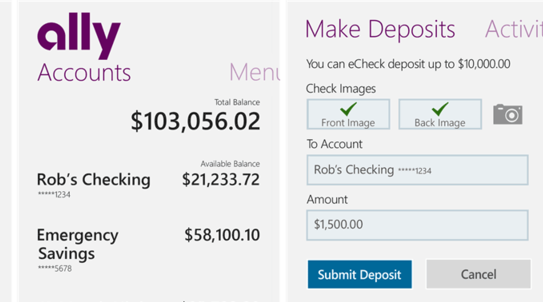 ally
Accounts
Menu
Total Balance
$103,056.02
Available Balance
Rob's Checking $21,233.72
*****1234
Emergency $58,100.10
Savings
*****5678
Make Deposits Activit
You can eCheck deposit up to $10,000.00
Check Images
Front Image Back Image
To Account
Rob's Checking *****1234
Amount
$1,500.00
Submit Deposit Cancel